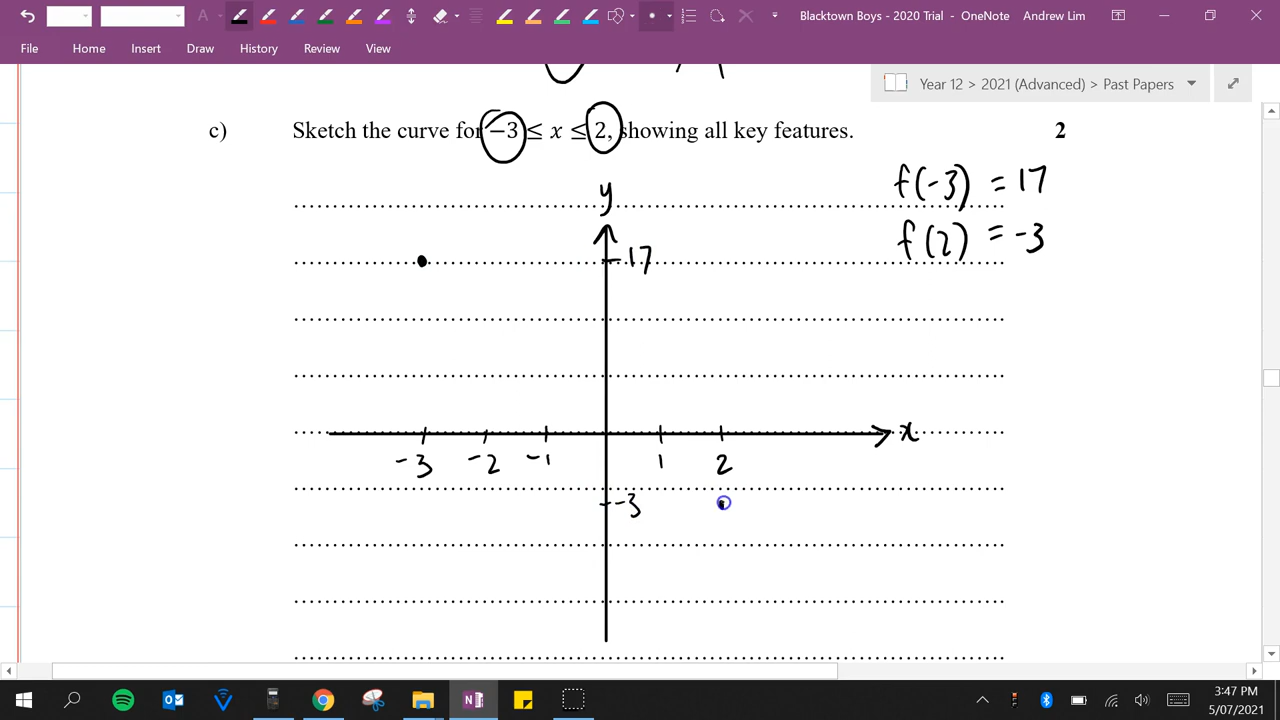 Blacktown Boys - 2020 Trial - OneNote
Andrew Lim
File Home Insert Draw History Review View
Year 12 > 2021 (Advanced) > Past Papers
c) Sketch the curve for −3 ≤ x ≤ 2, showing all key features. 2
f(-3) = 17
f(2) = -3
y
17
x
-3 -2 -1 1 2
-3
3:47 PM
5/07/2021